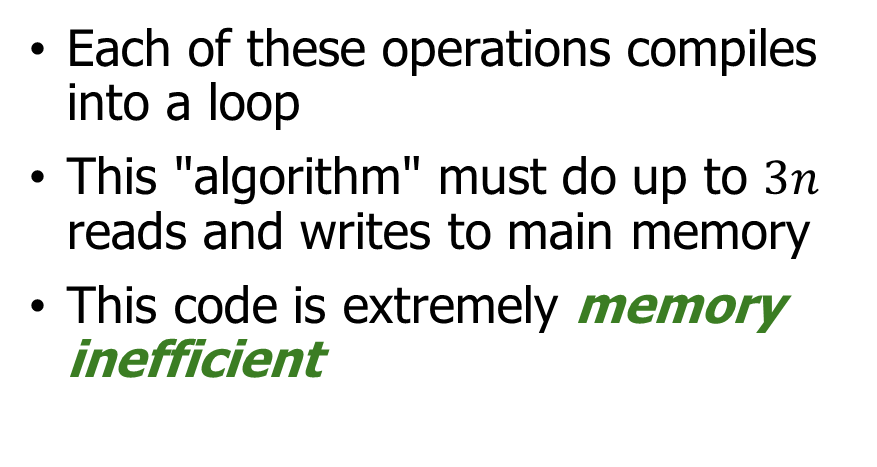 • Each of these operations compiles
into a loop
• This "algorithm" must do up to 3n
reads and writes to main memory
• This code is extremely memory
inefficient